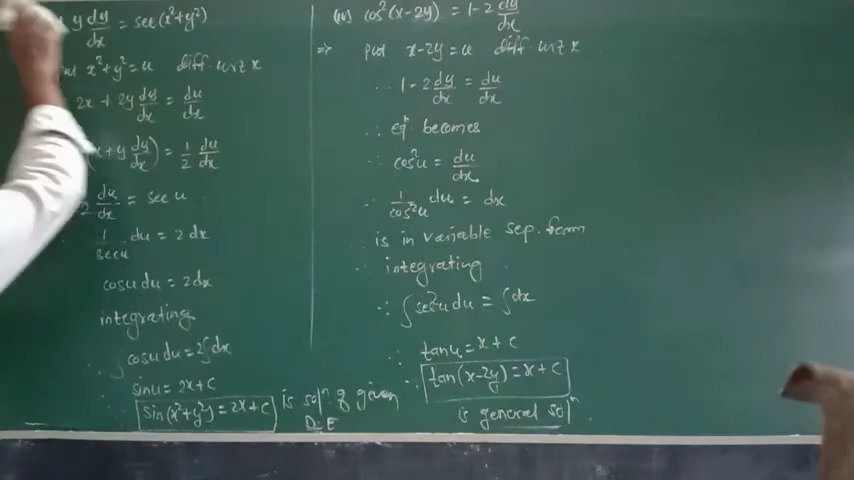 y dy/dx = sec(x²+y²)
put x²+y²=u diff. wrt x
2x + 2y dy/dx = du/dx
(x + y dy/dx) = 1/2 du/dx
du/dx = sec u
1/sec u du = 2 dx
cos u du = 2dx
integrating
∴ ∫cos u du = 2∫dx
∴ sin u = 2x + c
∴ sin(x²+y²) = 2x + c is solⁿ of given
D.E
cos²(x-2y) = 1-2 dy/dx
⇒ put x-2y = u diff. wrt x
∴ 1-2 dy/dx = du/dx
∴ eqⁿ becomes
∴ cos²u = du/dx
∴ 1/cos²u du = dx
is in variable sep. form
integrating
∴ ∫sec²u du = ∫dx
∴ tan u = x + c
∴ tan(x-2y) = x + c
is general solⁿ.